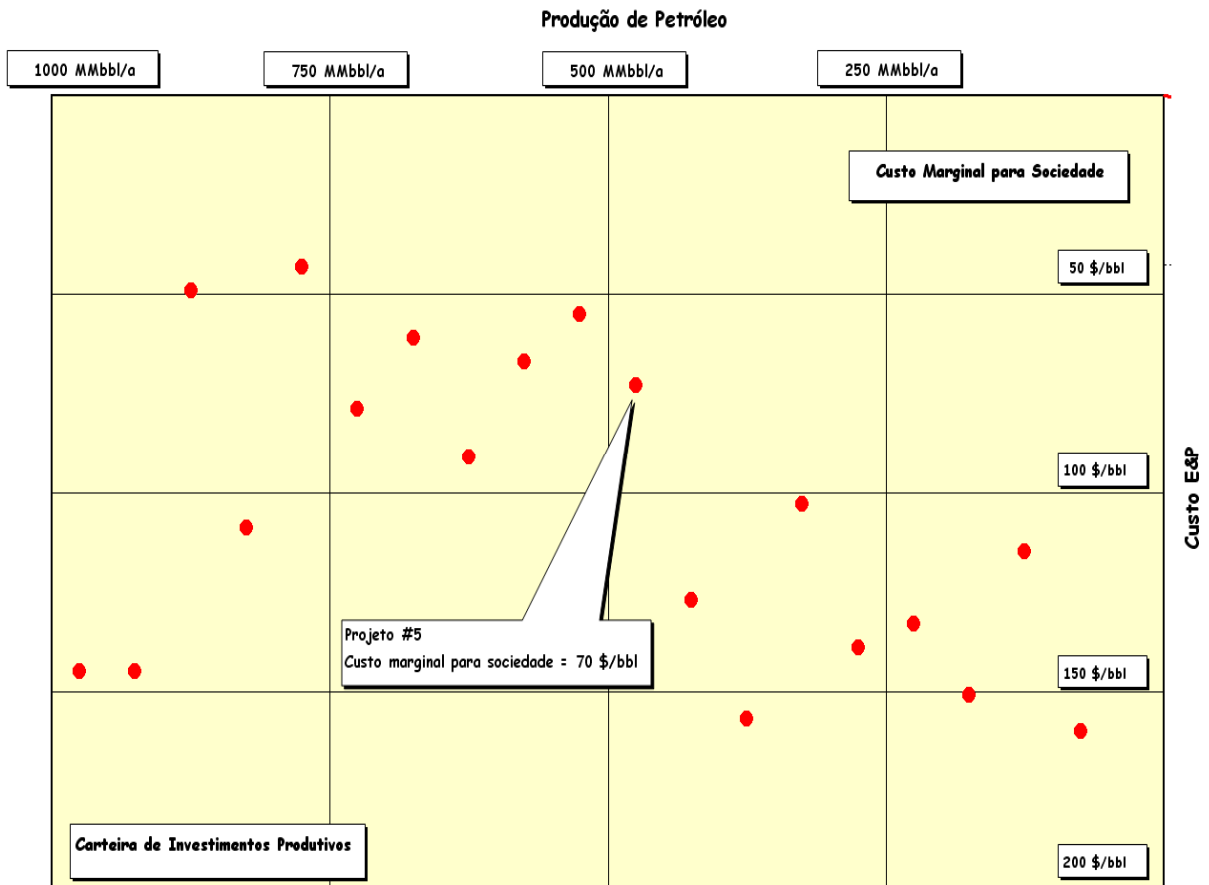 Produção de Petróleo
1000 MMbbl/a
750 MMbbl/a
500 MMbbl/a
250 MMbbl/a
Custo Marginal para Sociedade
50 $/bbl
100 $/bbl
Custo E&P
Projeto #5
Custo marginal para sociedade = 70 $/bbl
150 $/bbl
Carteira de Investimentos Produtivos
200 $/bbl